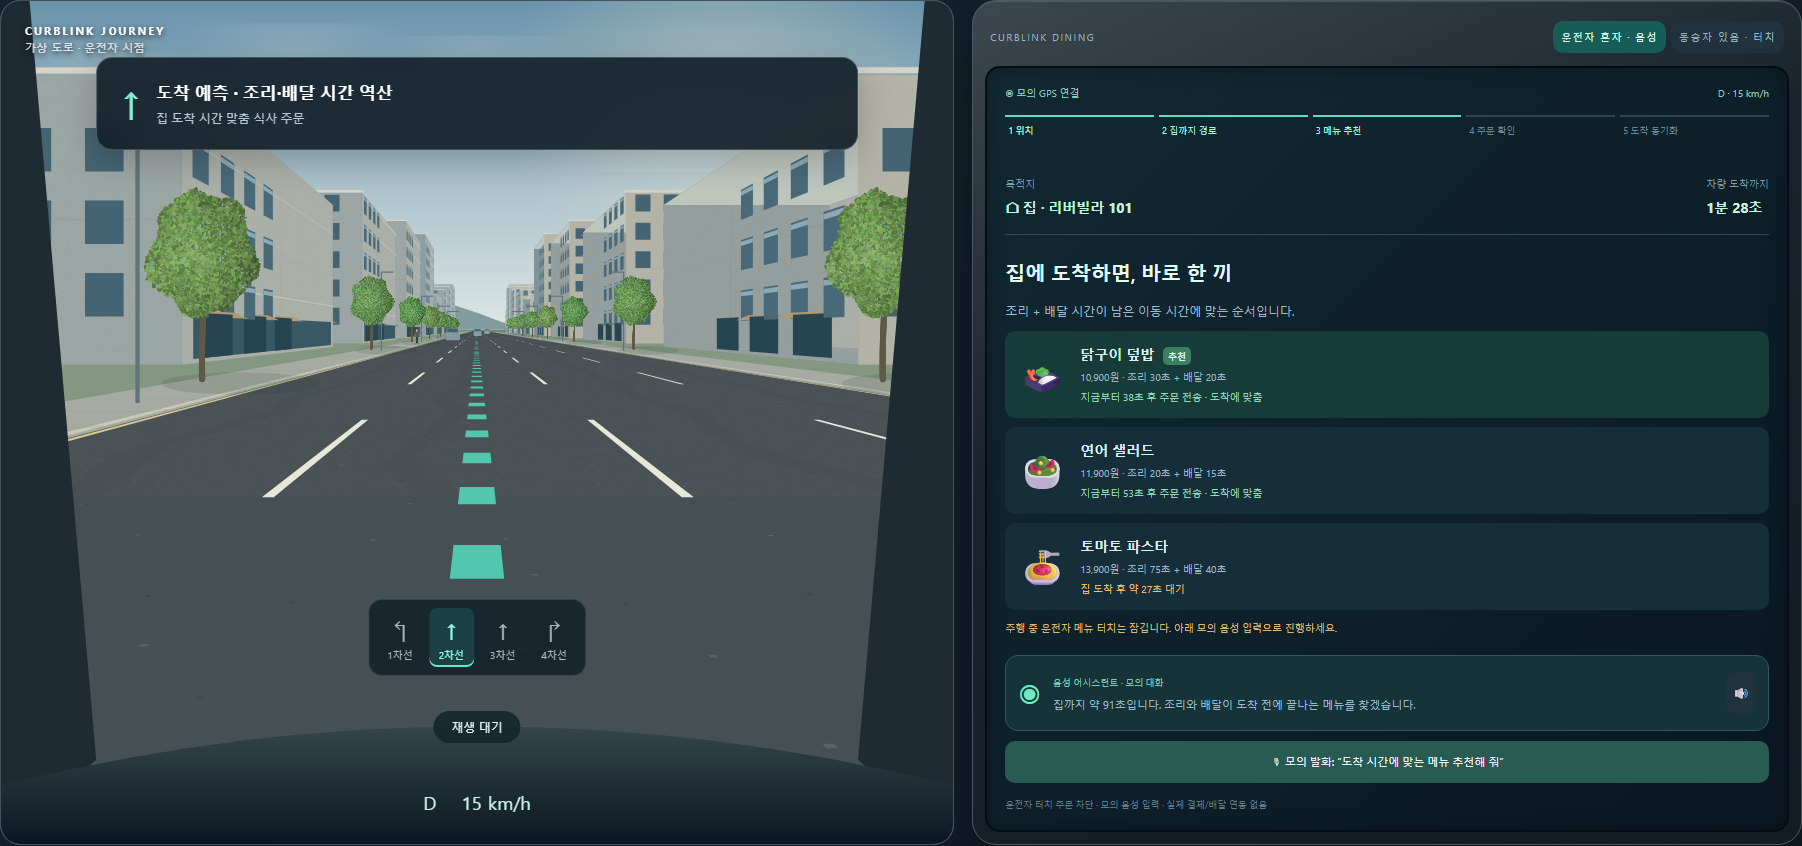 CURBLINK JOURNEY
가상 도로 · 운전자 시점
↑ 도착 예측 · 조리·배달 시간 역산
집 도착 시간 맞춤 식사 주문
1차선 2차선 3차선 4차선
재생 대기
D 15 km/h
CURBLINK DINING
운전자 혼자 · 음성
동승자 있음 · 터치
◉ 모의 GPS 연결
D · 15 km/h
1 위치
2 집까지 경로
3 메뉴 추천
4 주문 확인
5 도착 동기화
목적지
차량 도착까지
집 · 리버빌라 101
1분 28초
집에 도착하면, 바로 한 끼
조리 + 배달 시간이 남은 이동 시간에 맞는 순서입니다.
닭구이 덮밥 추천
10,900원 · 조리 30초 + 배달 20초
지금부터 38초 후 주문 전송 · 도착에 맞춤
연어 샐러드
11,900원 · 조리 20초 + 배달 15초
지금부터 53초 후 주문 전송 · 도착에 맞춤
토마토 파스타
13,900원 · 조리 75초 + 배달 40초
집 도착 후 약 27초 대기
주행 중 운전자 메뉴 터치는 잠깁니다. 아래 모의 음성 입력으로 진행하세요.
음성 어시스턴트 · 모의 대화
집까지 약 91초입니다. 조리와 배달이 도착 전에 끝나는 메뉴를 찾겠습니다.
모의 발화: “도착 시간에 맞는 메뉴 추천해 줘”
운전자 터치 주문 차단 · 모의 음성 입력 · 실제 결제/배달 연동 없음